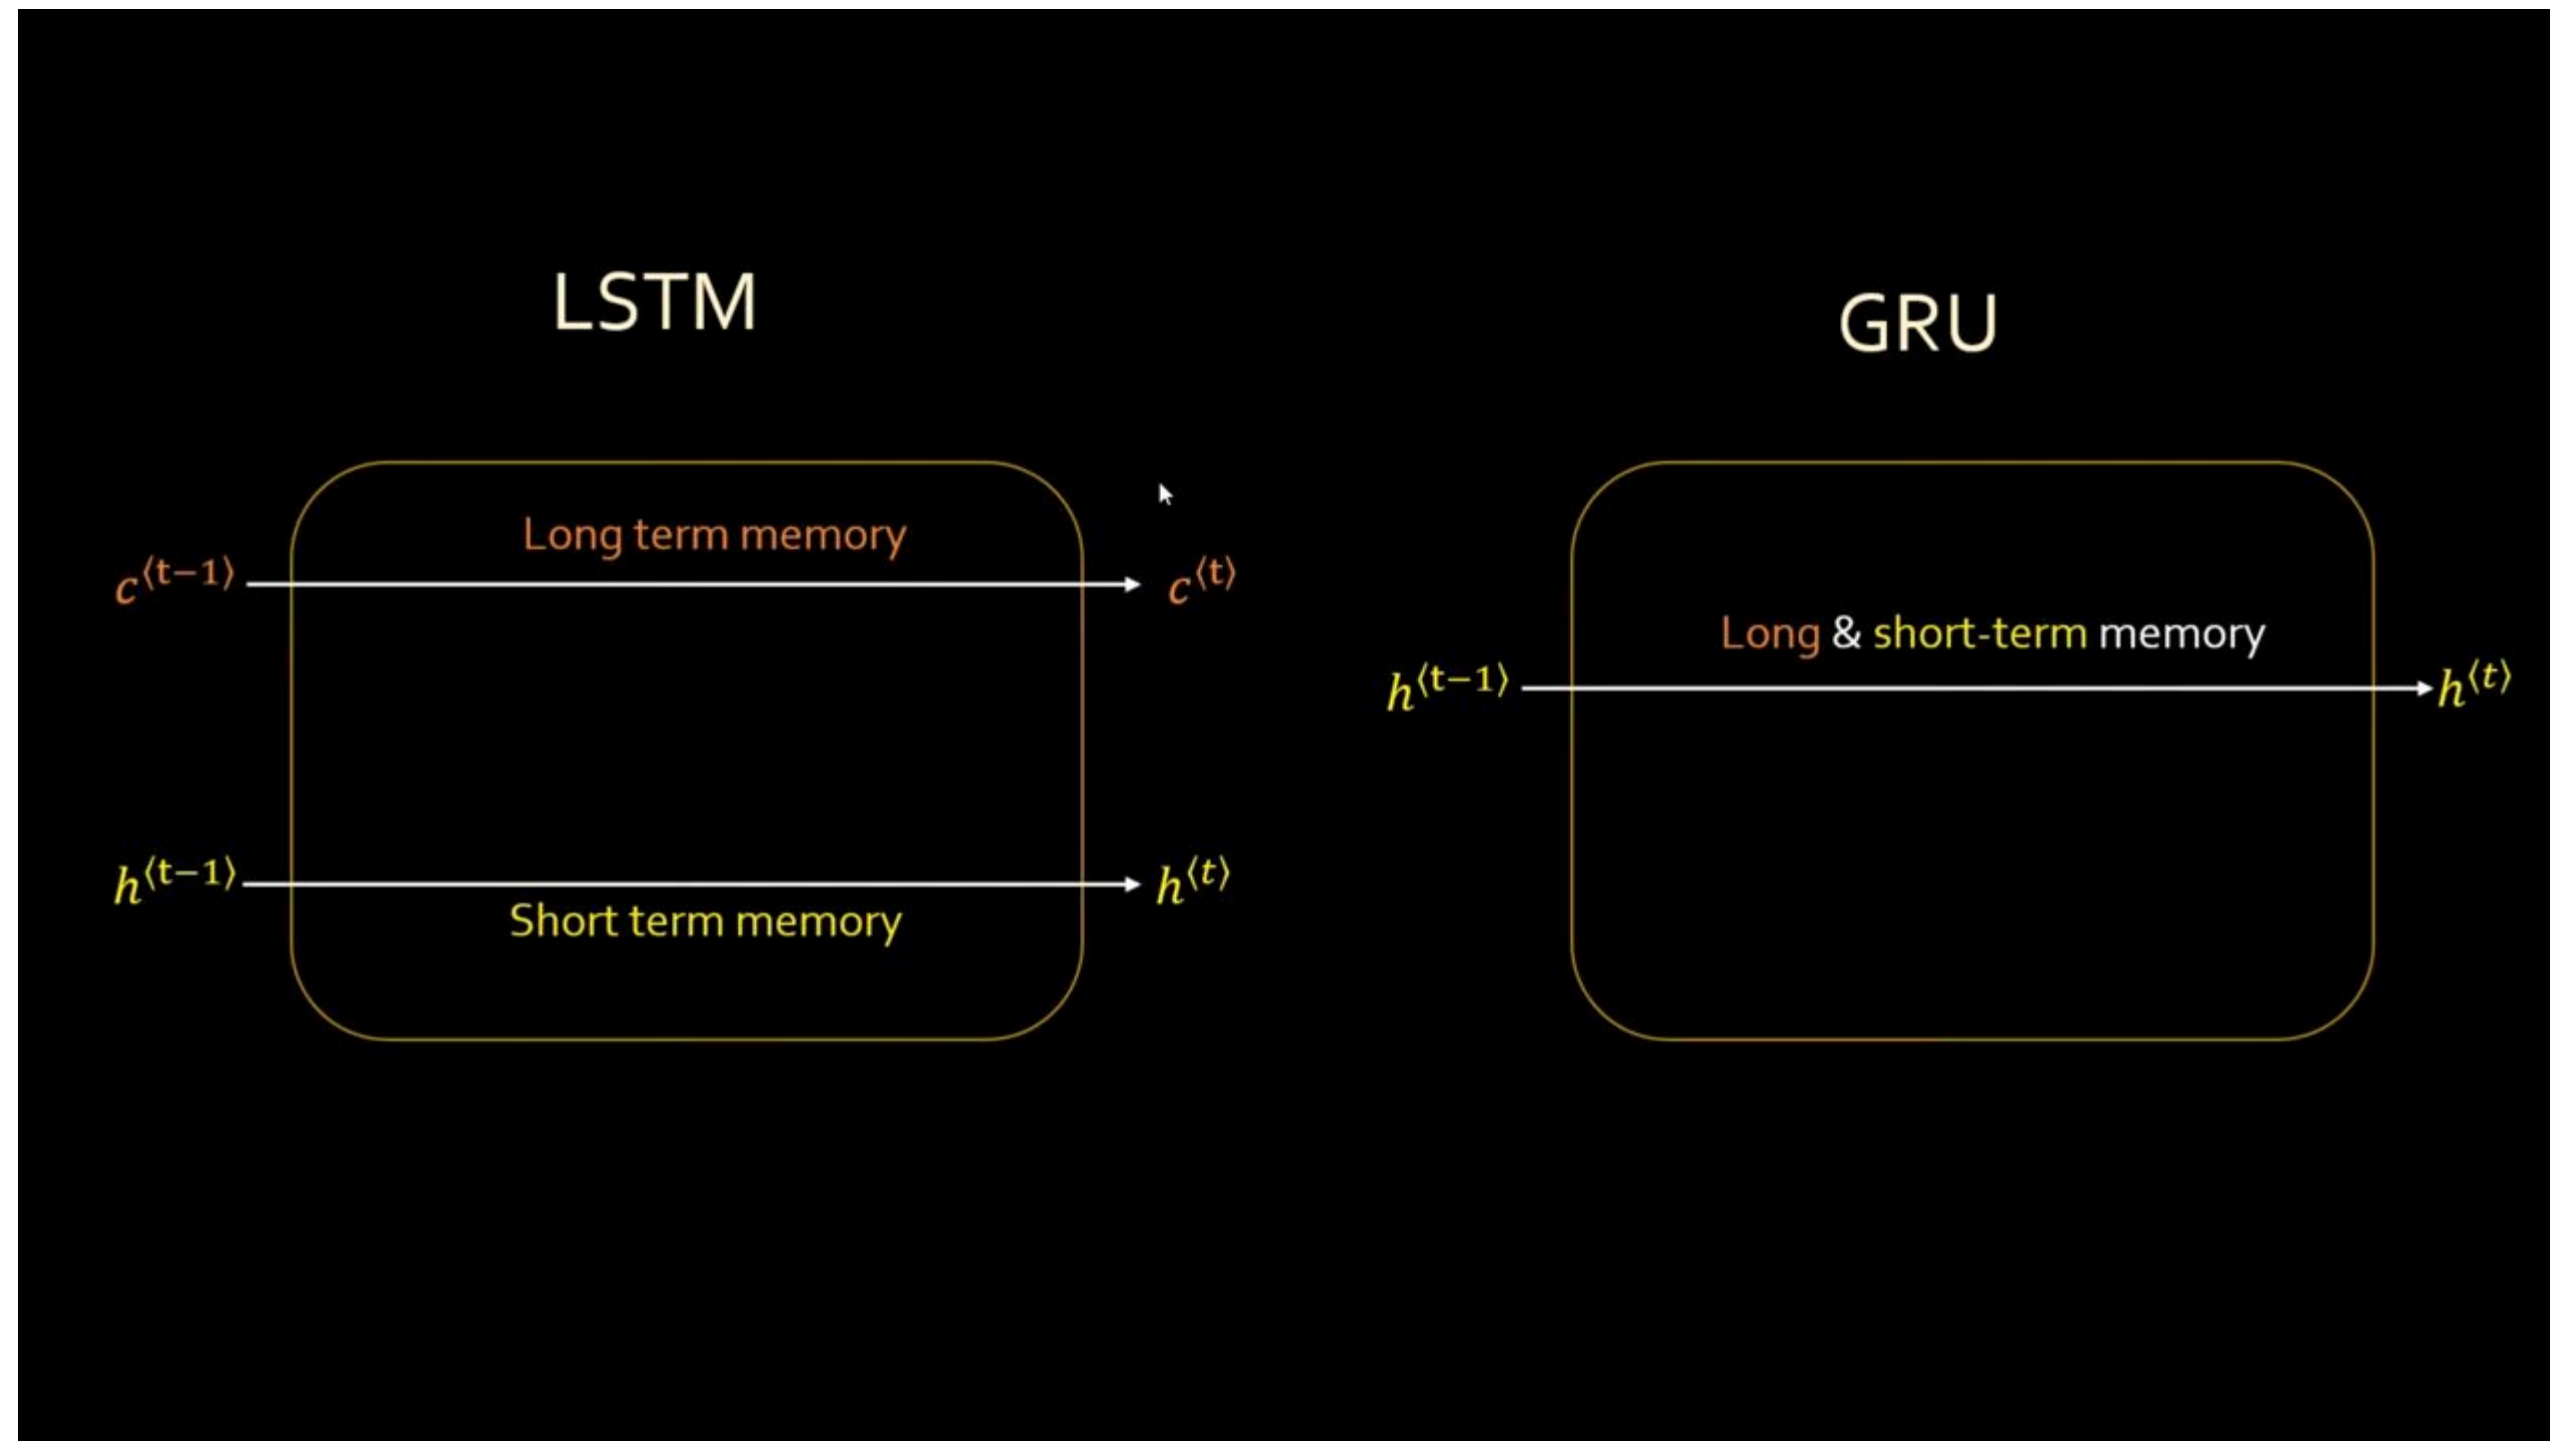 LSTM
Long term memory
c⟨t−1⟩
c⟨t⟩
h⟨t−1⟩
h⟨t⟩
Short term memory
GRU
Long & short-term memory
h⟨t−1⟩
h⟨t⟩